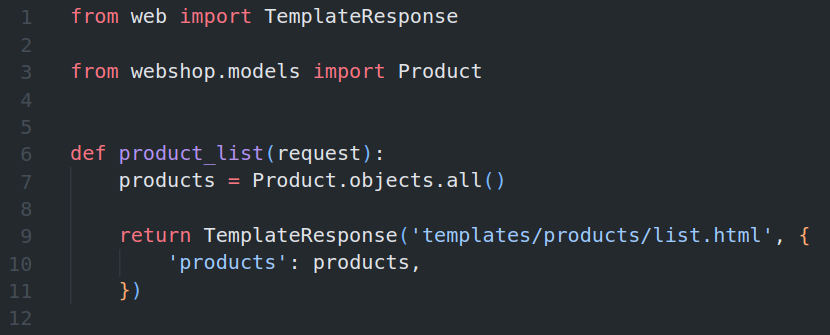 1 from web import TemplateResponse
2
3 from webshop.models import Product
4
5
6 def product_list(request):
7     products = Product.objects.all()
8
9     return TemplateResponse('templates/products/list.html', {
10         'products': products,
11     })
12